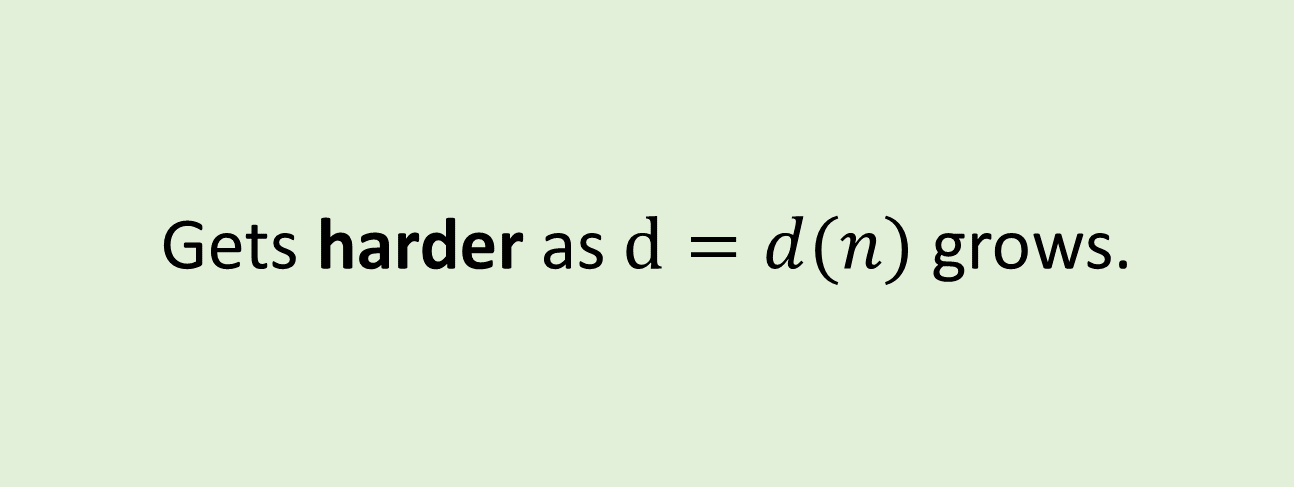 Gets harder as d = d(n) grows.